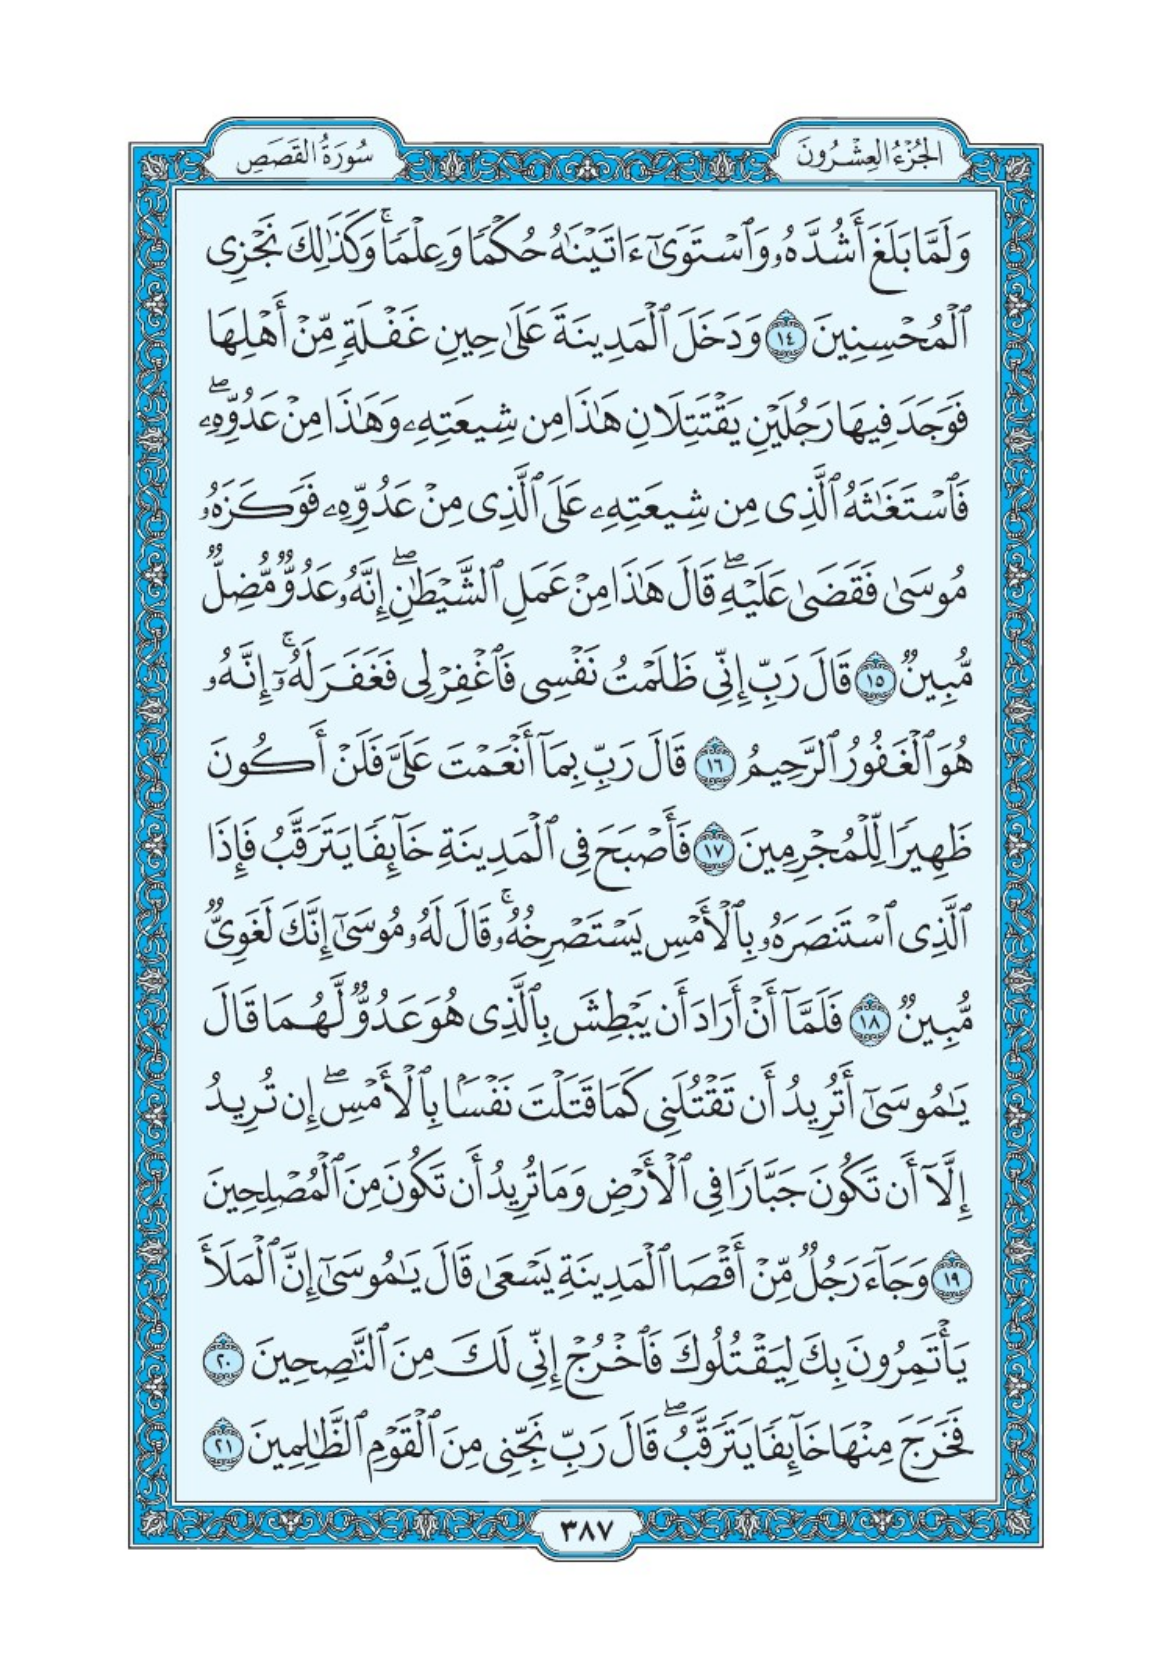 الجُزْءُ العِشْرُونَ
سُورَةُ القَصَصِ
وَلَمَّا بَلَغَ أَشُدَّهُۥ وَٱسْتَوَىٰٓ ءَاتَيْنَٰهُ حُكْمًا وَعِلْمًا ۚ وَكَذَٰلِكَ نَجْزِى
ٱلْمُحْسِنِينَ ١٤ وَدَخَلَ ٱلْمَدِينَةَ عَلَىٰ حِينِ غَفْلَةٍ مِّنْ أَهْلِهَا
فَوَجَدَ فِيهَا رَجُلَيْنِ يَقْتَتِلَانِ هَٰذَا مِن شِيعَتِهِۦ وَهَٰذَا مِنْ عَدُوِّهِۦ ۖ
فَٱسْتَغَٰثَهُ ٱلَّذِى مِن شِيعَتِهِۦ عَلَى ٱلَّذِى مِنْ عَدُوِّهِۦ فَوَكَزَهُۥ
مُوسَىٰ فَقَضَىٰ عَلَيْهِ ۖ قَالَ هَٰذَا مِنْ عَمَلِ ٱلشَّيْطَٰنِ ۖ إِنَّهُۥ عَدُوٌّ مُّضِلٌّ
مُّبِينٌ ١٥ قَالَ رَبِّ إِنِّى ظَلَمْتُ نَفْسِى فَٱغْفِرْ لِى فَغَفَرَ لَهُۥٓ ۚ إِنَّهُۥ
هُوَ ٱلْغَفُورُ ٱلرَّحِيمُ ١٦ قَالَ رَبِّ بِمَآ أَنْعَمْتَ عَلَىَّ فَلَنْ أَكُونَ
ظَهِيرًا لِّلْمُجْرِمِينَ ١٧ فَأَصْبَحَ فِى ٱلْمَدِينَةِ خَآئِفًا يَتَرَقَّبُ فَإِذَا
ٱلَّذِى ٱسْتَنصَرَهُۥ بِٱلْأَمْسِ يَسْتَصْرِخُهُۥ ۚ قَالَ لَهُۥ مُوسَىٰٓ إِنَّكَ لَغَوِىٌّ
مُّبِينٌ ١٨ فَلَمَّآ أَنْ أَرَادَ أَن يَبْطِشَ بِٱلَّذِى هُوَ عَدُوٌّ لَّهُمَا قَالَ
يَٰمُوسَىٰٓ أَتُرِيدُ أَن تَقْتُلَنِى كَمَا قَتَلْتَ نَفْسًۢا بِٱلْأَمْسِ ۖ إِن تُرِيدُ
إِلَّآ أَن تَكُونَ جَبَّارًا فِى ٱلْأَرْضِ وَمَا تُرِيدُ أَن تَكُونَ مِنَ ٱلْمُصْلِحِينَ
١٩ وَجَآءَ رَجُلٌ مِّنْ أَقْصَا ٱلْمَدِينَةِ يَسْعَىٰ قَالَ يَٰمُوسَىٰٓ إِنَّ ٱلْمَلَأَ
يَأْتَمِرُونَ بِكَ لِيَقْتُلُوكَ فَٱخْرُجْ إِنِّى لَكَ مِنَ ٱلنَّٰصِحِينَ ٢٠
فَخَرَجَ مِنْهَا خَآئِفًا يَتَرَقَّبُ ۖ قَالَ رَبِّ نَجِّنِى مِنَ ٱلْقَوْمِ ٱلظَّٰلِمِينَ ٢١
٣٨٧